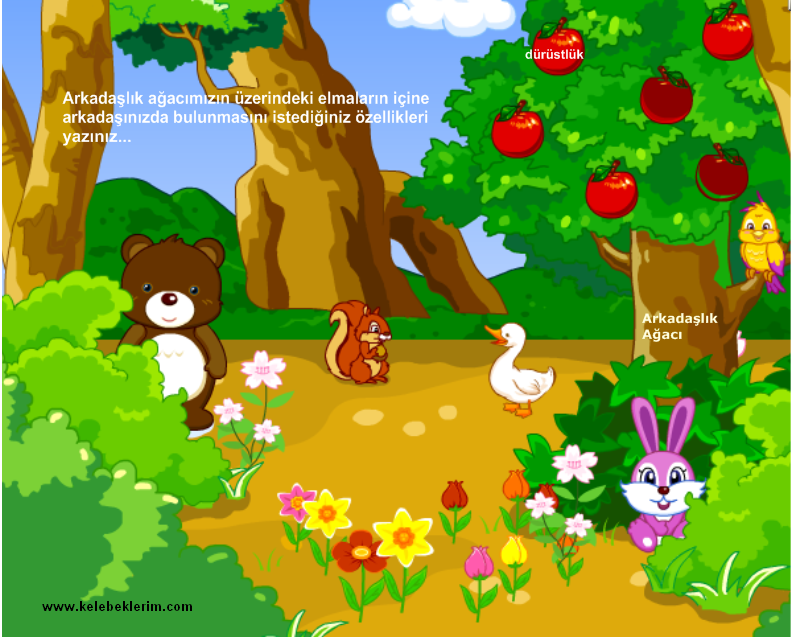 dürüstlük
Arkadaşlık ağacımızın üzerindeki elmaların içine
arkadaşınızda bulunmasını istediğiniz özellikleri
yazınız...
Arkadaşlık
Ağacı
www.kelebeklerim.com